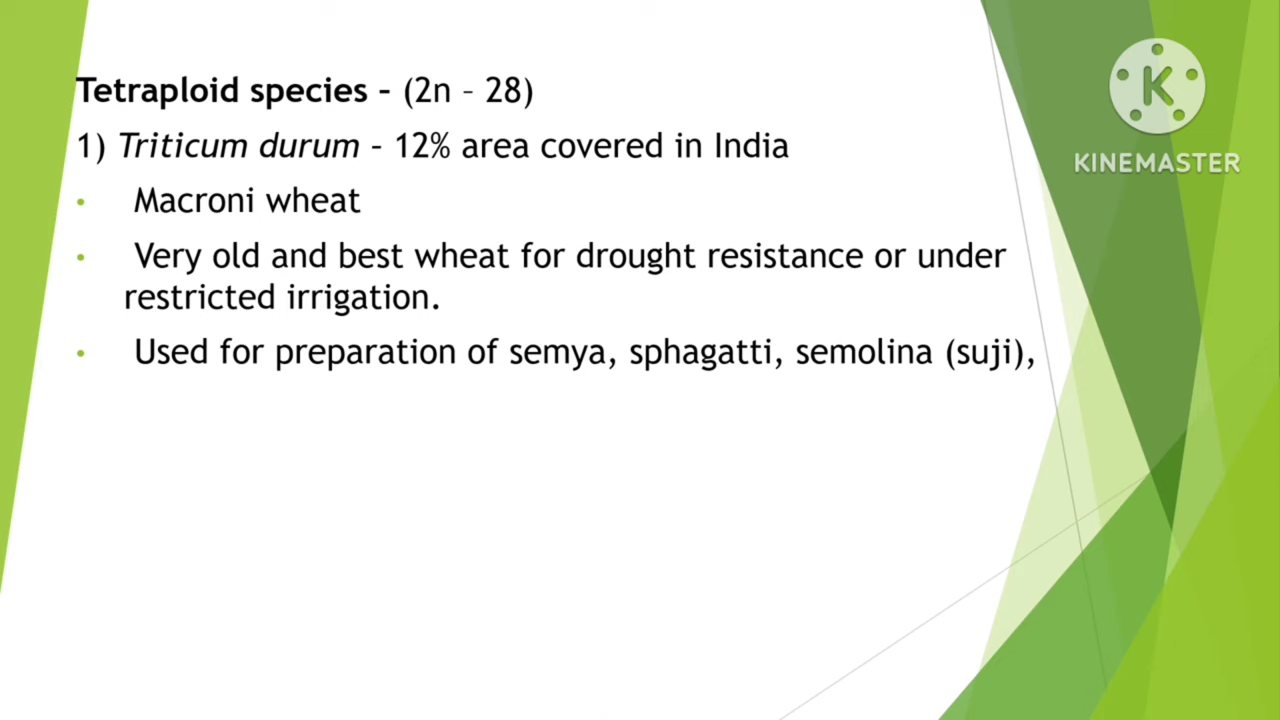 Tetraploid species - (2n – 28)
1) Triticum durum – 12% area covered in India
• Macroni wheat
• Very old and best wheat for drought resistance or under
restricted irrigation.
• Used for preparation of semya, sphagatti, semolina (suji),
K
KINEMASTER